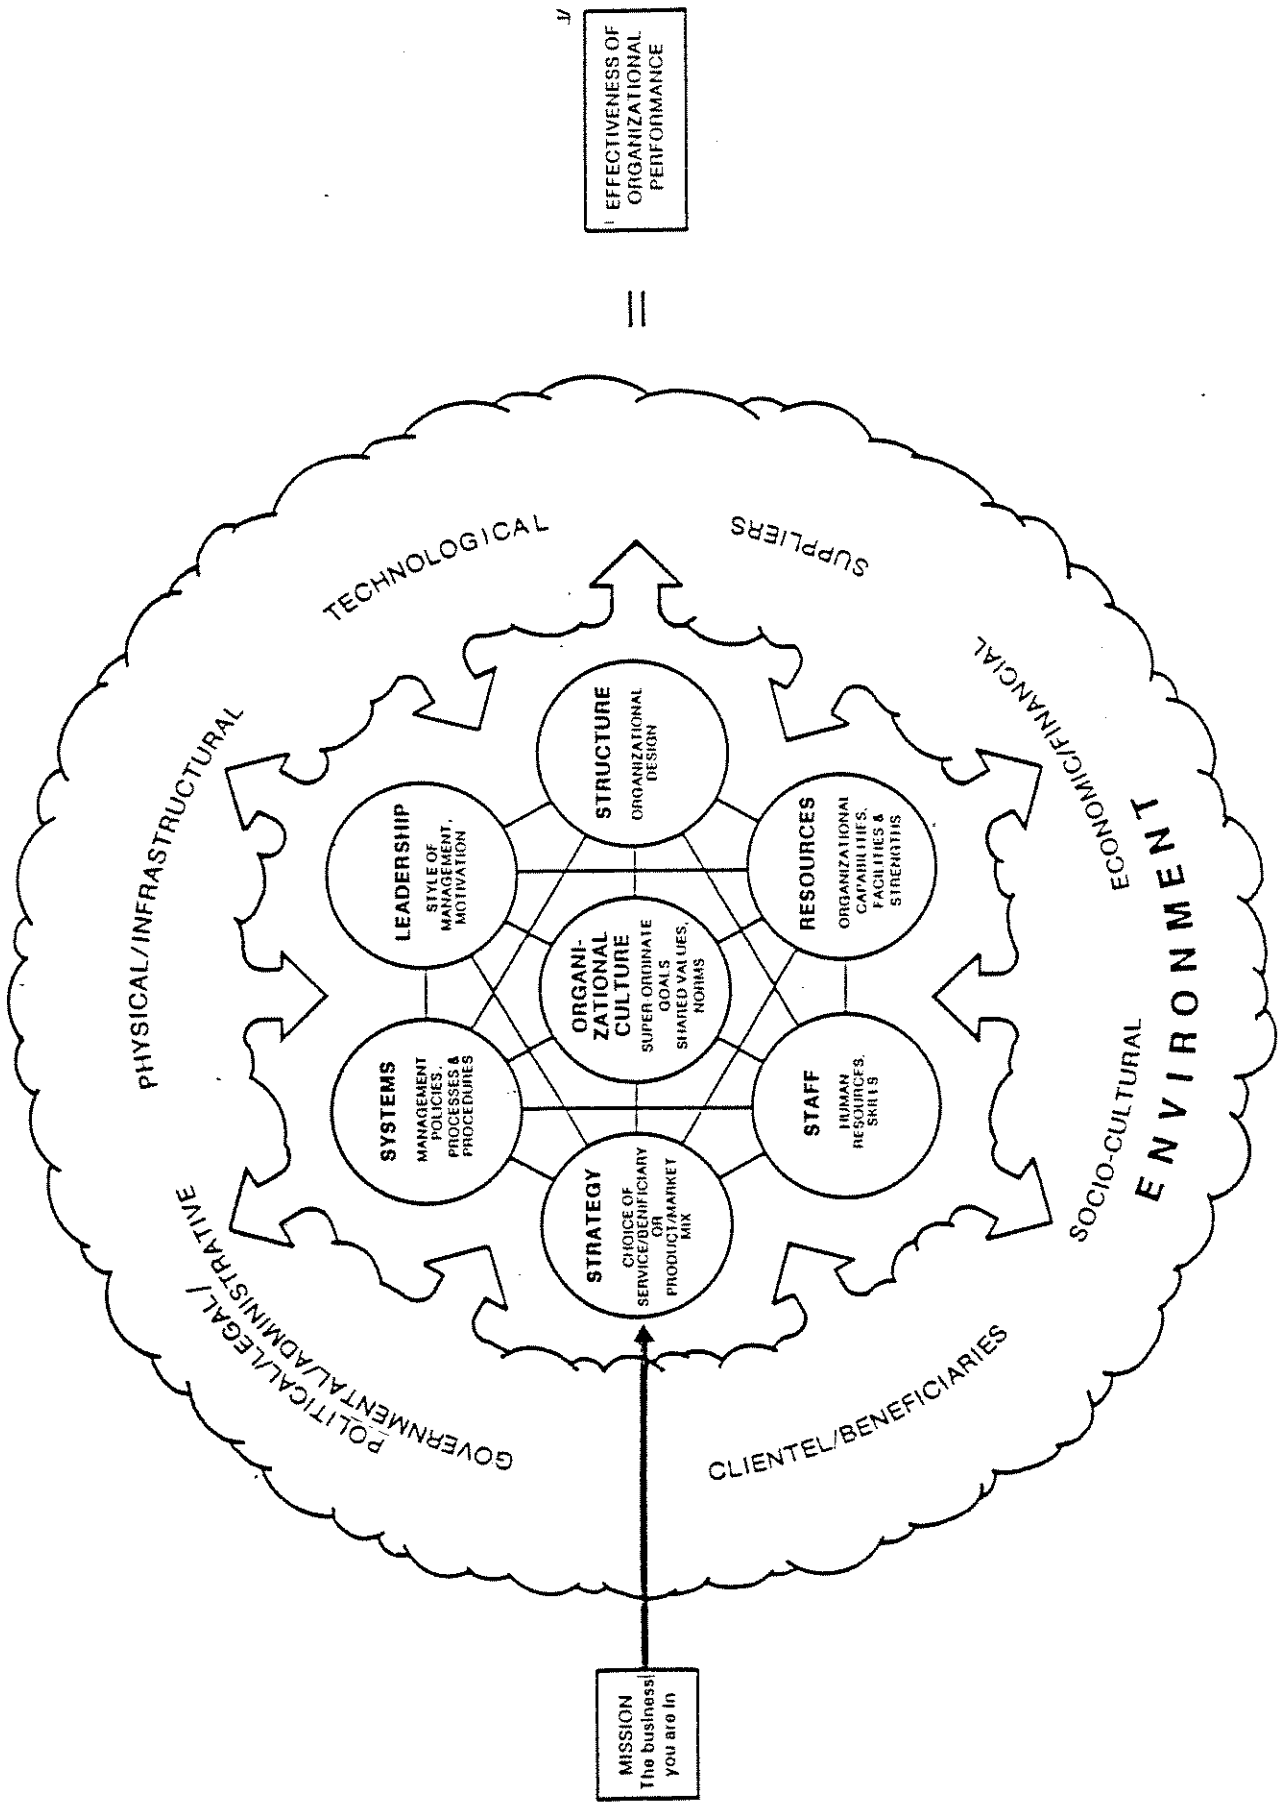 MISSION
The business
you are in
POLITICAL/LEGAL/
GOVERNMENTAL/ADMINISTRATIVE
PHYSICAL/INFRASTRUCTURAL
TECHNOLOGICAL
SYSTEMS
MANAGEMENT
POLICIES,
PROCESSES &
PROCEDURES
LEADERSHIP
STYLE OF
MANAGEMENT,
MOTIVATION
STRATEGY
CHOICE OF
SERVICE/BENIFICIARY
OR
PRODUCT/MARKET
MIX
ORGANI-
ZATIONAL
CULTURE
SUPER-ORDINATE
GOALS
SHARED VALUES,
NORMS
STRUCTURE
ORGANIZATIONAL
DESIGN
STAFF
HUMAN
RESOURCES,
SKILLS
RESOURCES
ORGANIZATIONAL
CAPABILITIES,
FACILITIES &
STRENGTHS
CLIENTEL/BENEFICIARIES
SOCIO-CULTURAL
ECONOMIC/FINANCIAL
SUPPLIERS
ENVIRONMENT
=
EFFECTIVENESS OF
ORGANIZATIONAL
PERFORMANCE